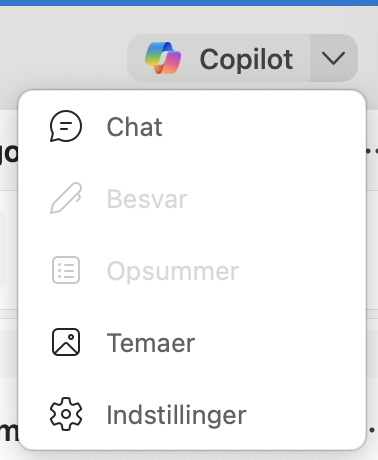 Copilot
Chat
Besvar
Opsummer
Temaer
Indstillinger